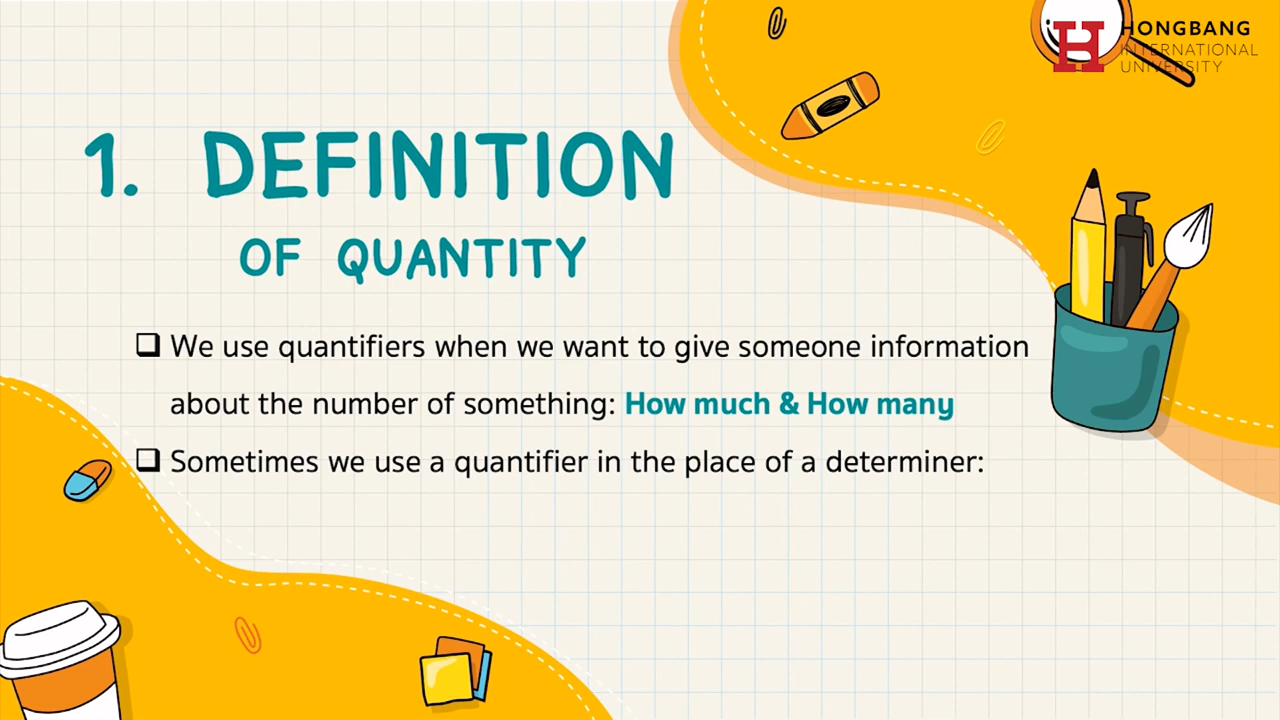 HONGBANG
INTERNATIONAL
UNIVERSITY
1. DEFINITION
OF QUANTITY
We use quantifiers when we want to give someone information
about the number of something: How much & How many
Sometimes we use a quantifier in the place of a determiner: